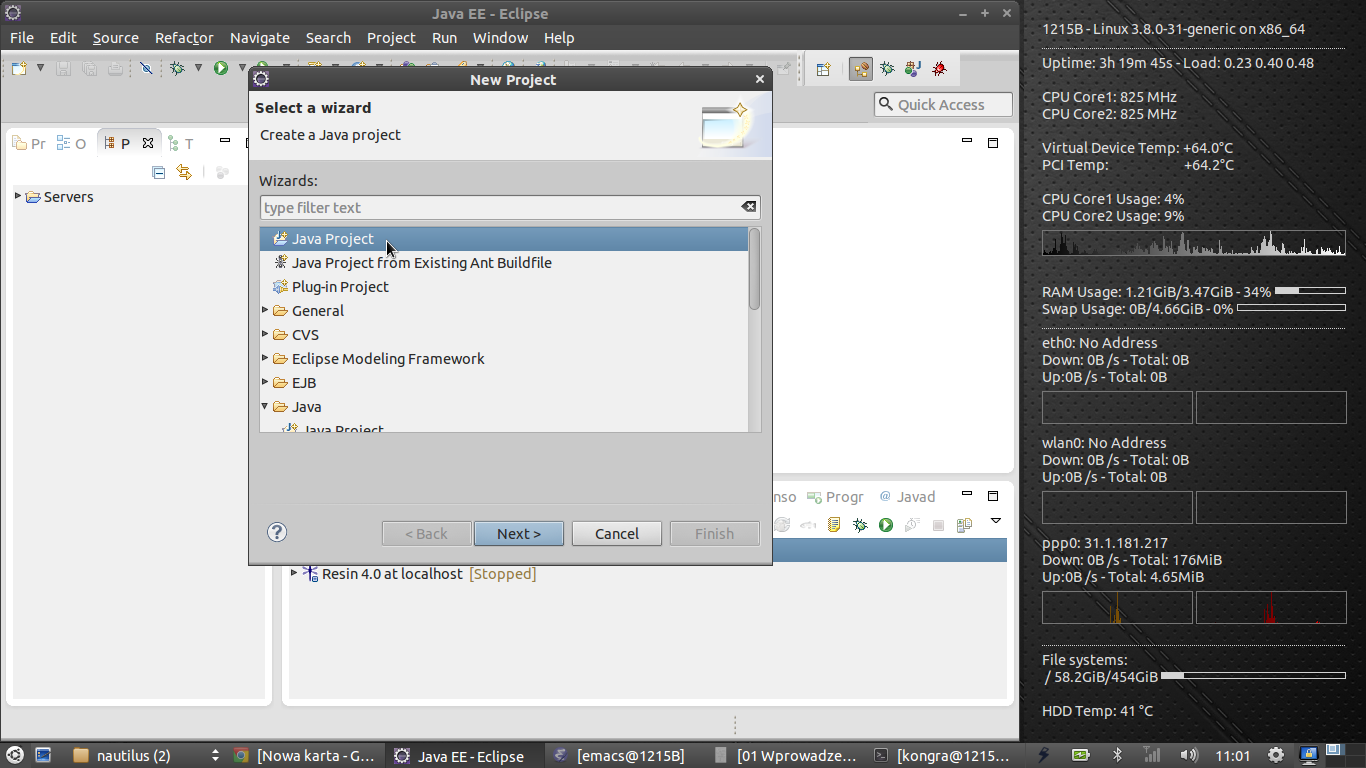 Java EE - Eclipse
File Edit Source Refactor Navigate Search Project Run Window Help
Quick Access
Pr O P T
Servers
New Project
Select a wizard
Create a Java project
Wizards:
type filter text
Java Project
Java Project from Existing Ant Buildfile
Plug-in Project
General
CVS
Eclipse Modeling Framework
EJB
Java
Java Project
< Back Next > Cancel Finish
nso Progr @ Javad
Resin 4.0 at localhost [Stopped]
1215B - Linux 3.8.0-31-generic on x86_64
Uptime: 3h 19m 45s - Load: 0.23 0.40 0.48
CPU Core1: 825 MHz
CPU Core2: 825 MHz
Virtual Device Temp: +64.0°C
PCI Temp: +64.2°C
CPU Core1 Usage: 4%
CPU Core2 Usage: 9%
RAM Usage: 1.21GiB/3.47GiB - 34%
Swap Usage: 0B/4.66GiB - 0%
eth0: No Address
Down: 0B /s - Total: 0B
Up:0B /s - Total: 0B
wlan0: No Address
Down: 0B /s - Total: 0B
Up:0B /s - Total: 0B
ppp0: 31.1.181.217
Down: 0B /s - Total: 176MiB
Up:0B /s - Total: 4.65MiB
File systems:
/ 58.2GiB/454GiB
HDD Temp: 41 °C
nautilus (2) [Nowa karta - G... Java EE - Eclipse [emacs@1215B] [01 Wprowadze... [kongra@1215... 11:01